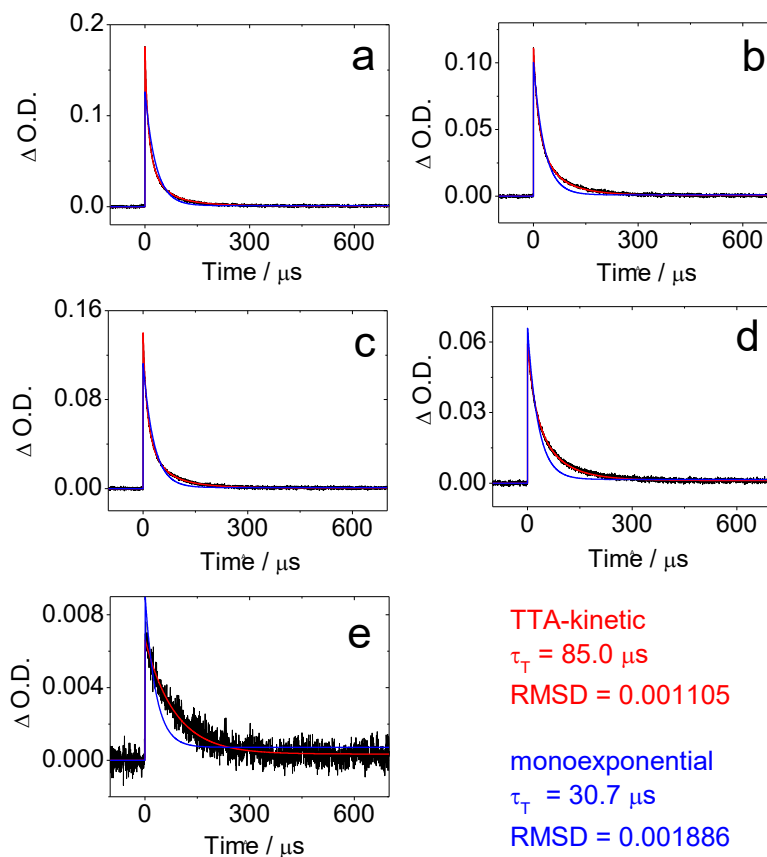 a
0.2
0.1
0.0
Δ O.D.
0 300 600
Time / μs
b
0.10
0.05
0.00
Δ O.D.
0 300 600
Time / μs
c
0.16
0.08
0.00
Δ O.D.
0 300 600
Time / μs
d
0.06
0.03
0.00
Δ O.D.
0 300 600
Time / μs
e
0.008
0.004
0.000
Δ O.D.
0 300 600
Time / μs
TTA-kinetic
τT = 85.0 μs
RMSD = 0.001105
monoexponential
τT = 30.7 μs
RMSD = 0.001886